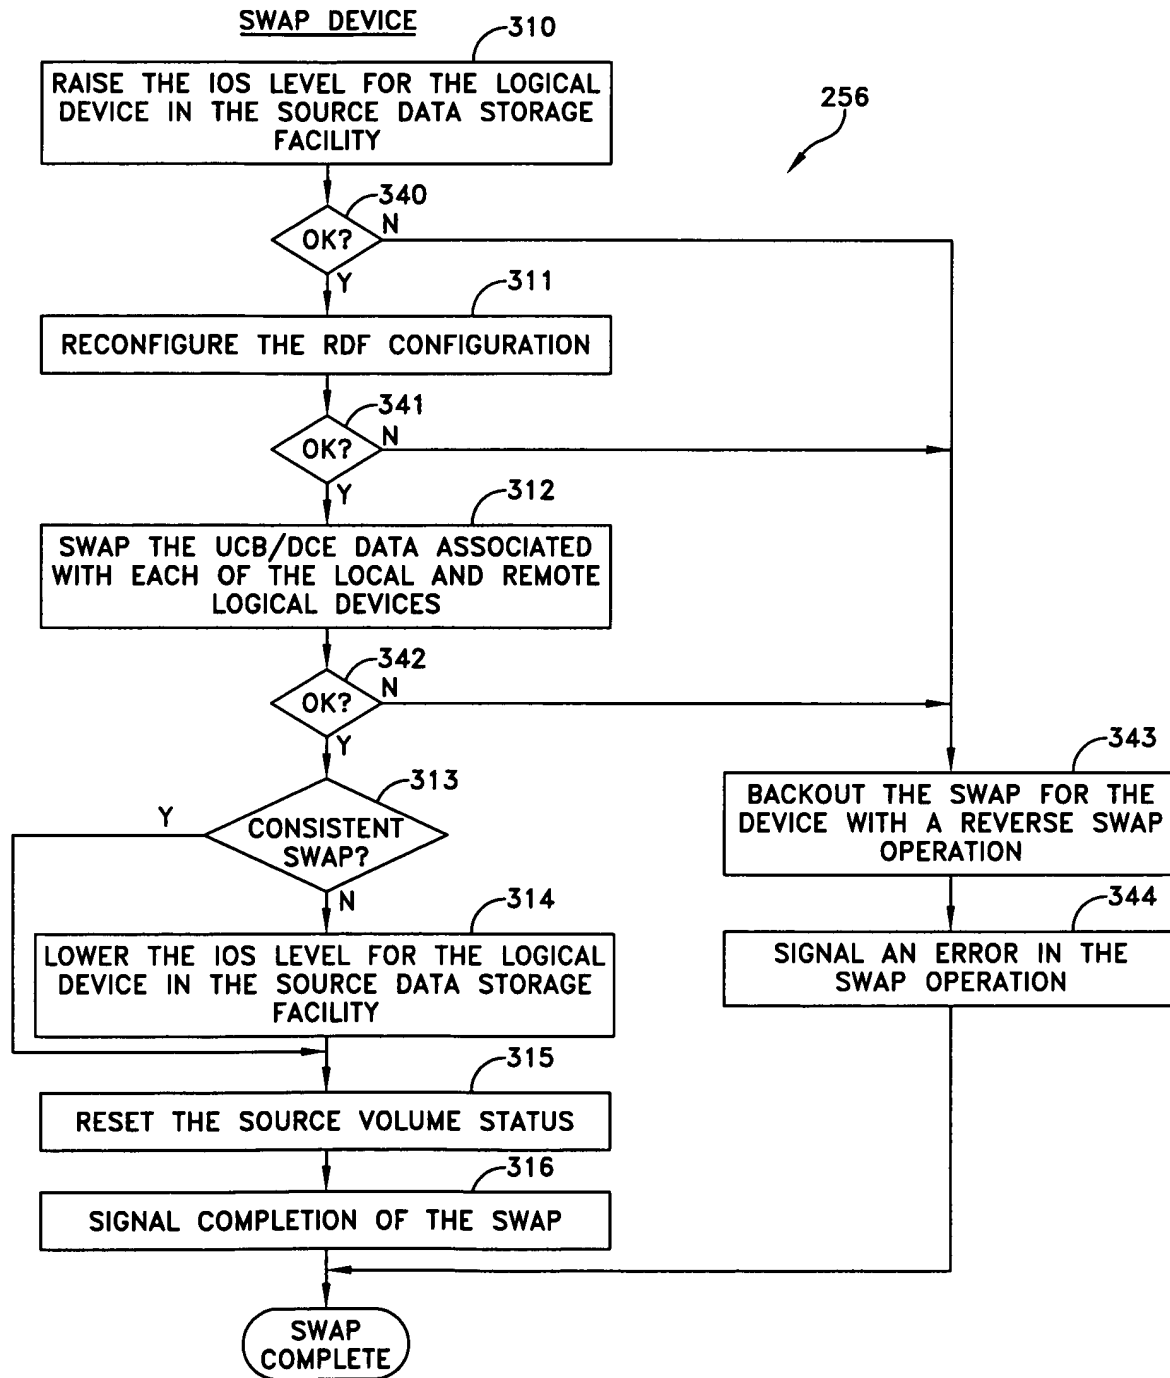 SWAP DEVICE
310
RAISE THE IOS LEVEL FOR THE LOGICAL
DEVICE IN THE SOURCE DATA STORAGE
FACILITY
256
340
OK?
N
Y
311
RECONFIGURE THE RDF CONFIGURATION
341
OK?
N
Y
312
SWAP THE UCB/DCE DATA ASSOCIATED
WITH EACH OF THE LOCAL AND REMOTE
LOGICAL DEVICES
342
OK?
N
Y
313
Y
CONSISTENT
SWAP?
N
343
BACKOUT THE SWAP FOR THE
DEVICE WITH A REVERSE SWAP
OPERATION
314
LOWER THE IOS LEVEL FOR THE LOGICAL
DEVICE IN THE SOURCE DATA STORAGE
FACILITY
344
SIGNAL AN ERROR IN THE
SWAP OPERATION
315
RESET THE SOURCE VOLUME STATUS
316
SIGNAL COMPLETION OF THE SWAP
SWAP
COMPLETE